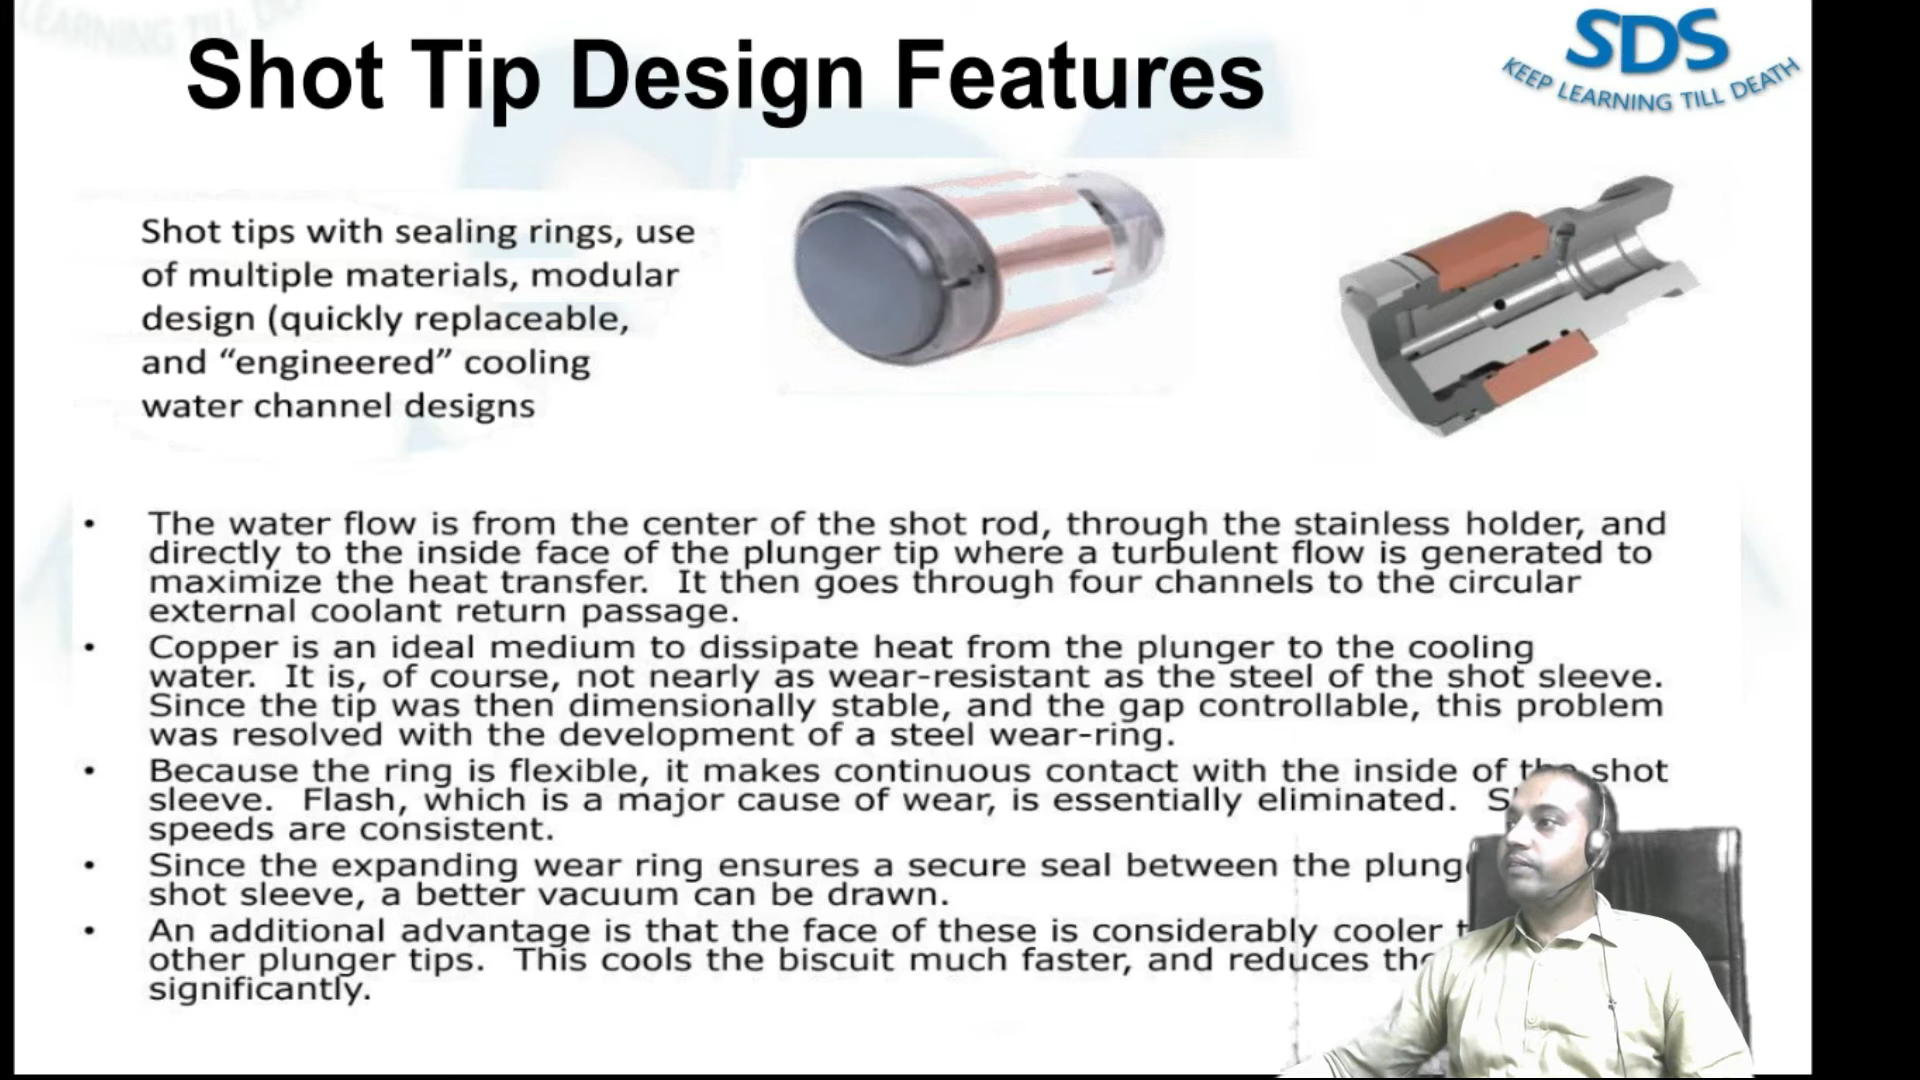 Shot Tip Design Features
SDS
KEEP LEARNING TILL DEATH
Shot tips with sealing rings, use
of multiple materials, modular
design (quickly replaceable,
and “engineered” cooling
water channel designs
• The water flow is from the center of the shot rod, through the stainless holder, and
directly to the inside face of the plunger tip where a turbulent flow is generated to
maximize the heat transfer. It then goes through four channels to the circular
external coolant return passage.
• Copper is an ideal medium to dissipate heat from the plunger to the cooling
water. It is, of course, not nearly as wear-resistant as the steel of the shot sleeve.
Since the tip was then dimensionally stable, and the gap controllable, this problem
was resolved with the development of a steel wear-ring.
• Because the ring is flexible, it makes continuous contact with the inside of the shot
sleeve. Flash, which is a major cause of wear, is essentially eliminated.
speeds are consistent.
• Since the expanding wear ring ensures a secure seal between the
shot sleeve, a better vacuum can be drawn.
• An additional advantage is that the face of these is considerably cooler
other plunger tips. This cools the biscuit much faster, and reduces
significantly.